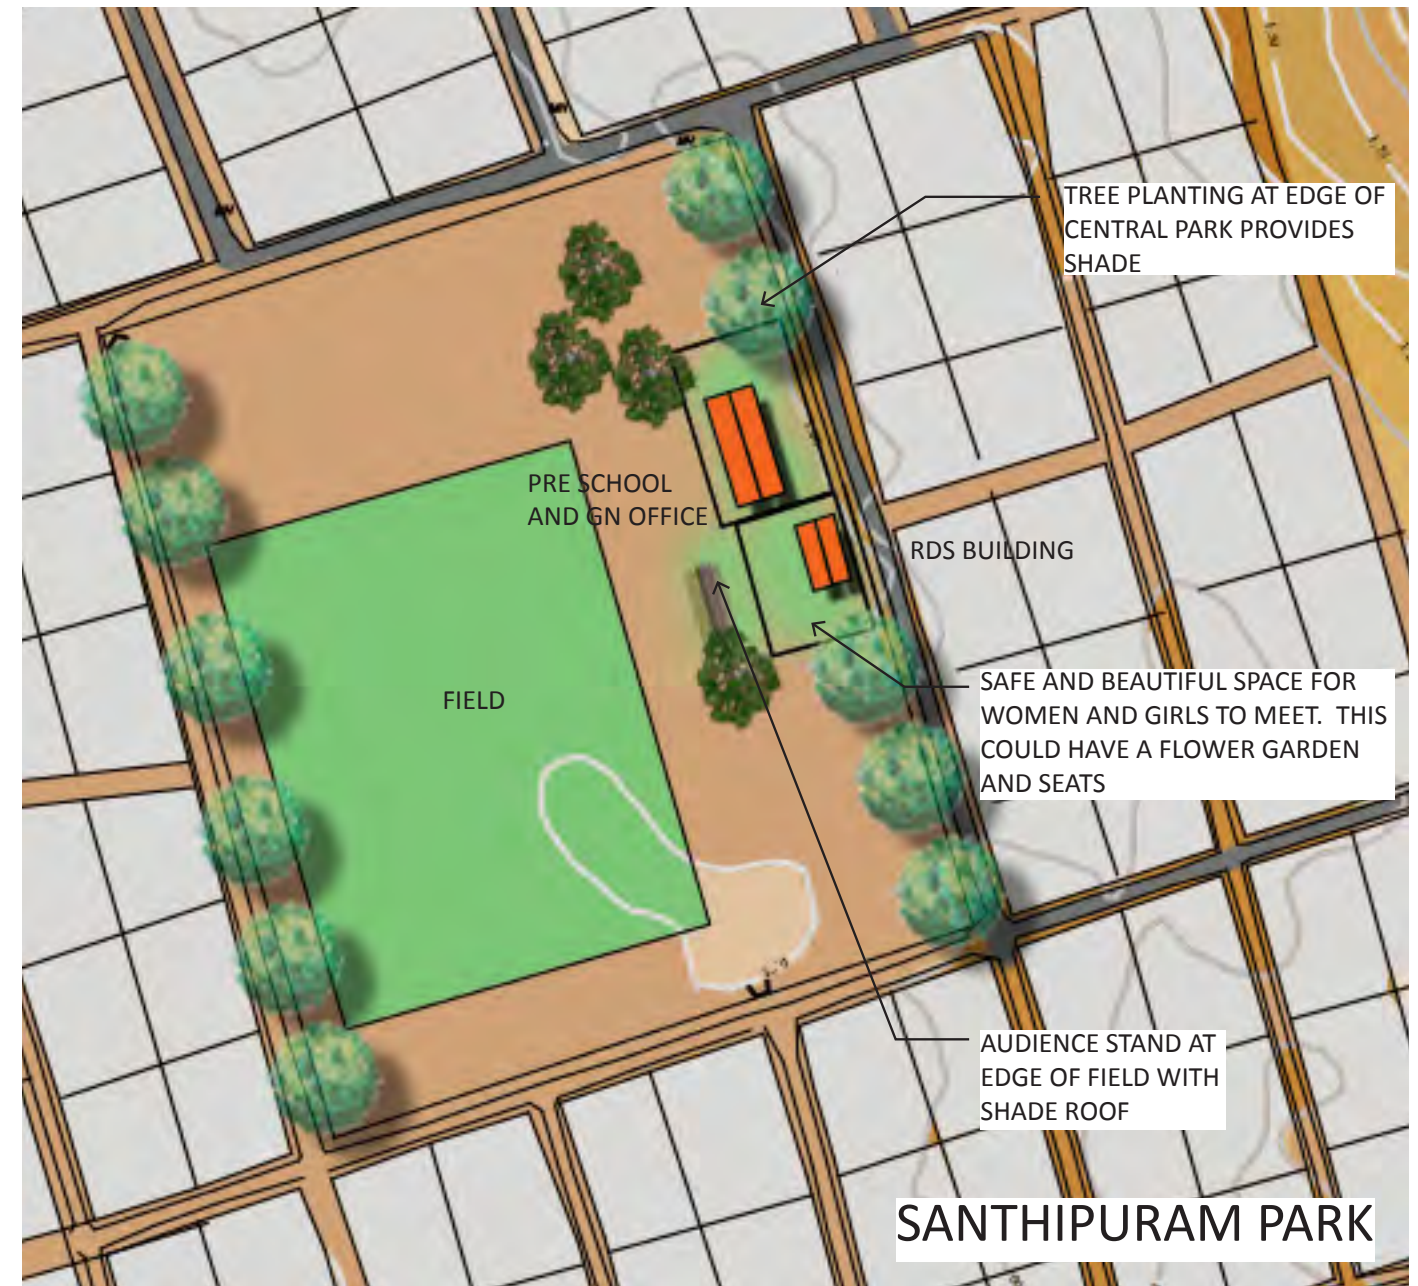 TREE PLANTING AT EDGE OF
CENTRAL PARK PROVIDES
SHADE
PRE SCHOOL
AND GN OFFICE
RDS BUILDING
FIELD
SAFE AND BEAUTIFUL SPACE FOR
WOMEN AND GIRLS TO MEET.  THIS
COULD HAVE A FLOWER GARDEN
AND SEATS
AUDIENCE STAND AT
EDGE OF FIELD WITH
SHADE ROOF
SANTHIPURAM PARK